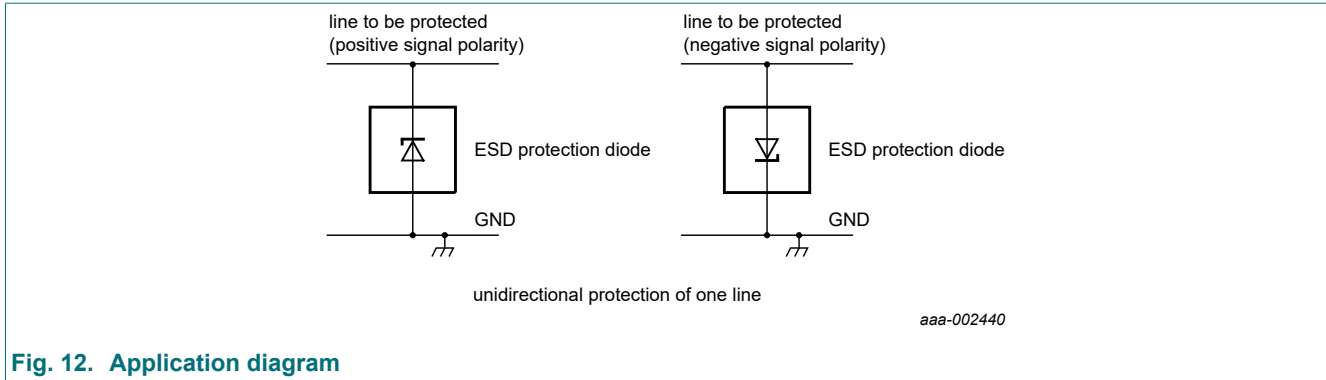 line to be protected
(positive signal polarity)
line to be protected
(negative signal polarity)
ESD protection diode
ESD protection diode
GND
GND
unidirectional protection of one line
aaa-002440
Fig. 12. Application diagram